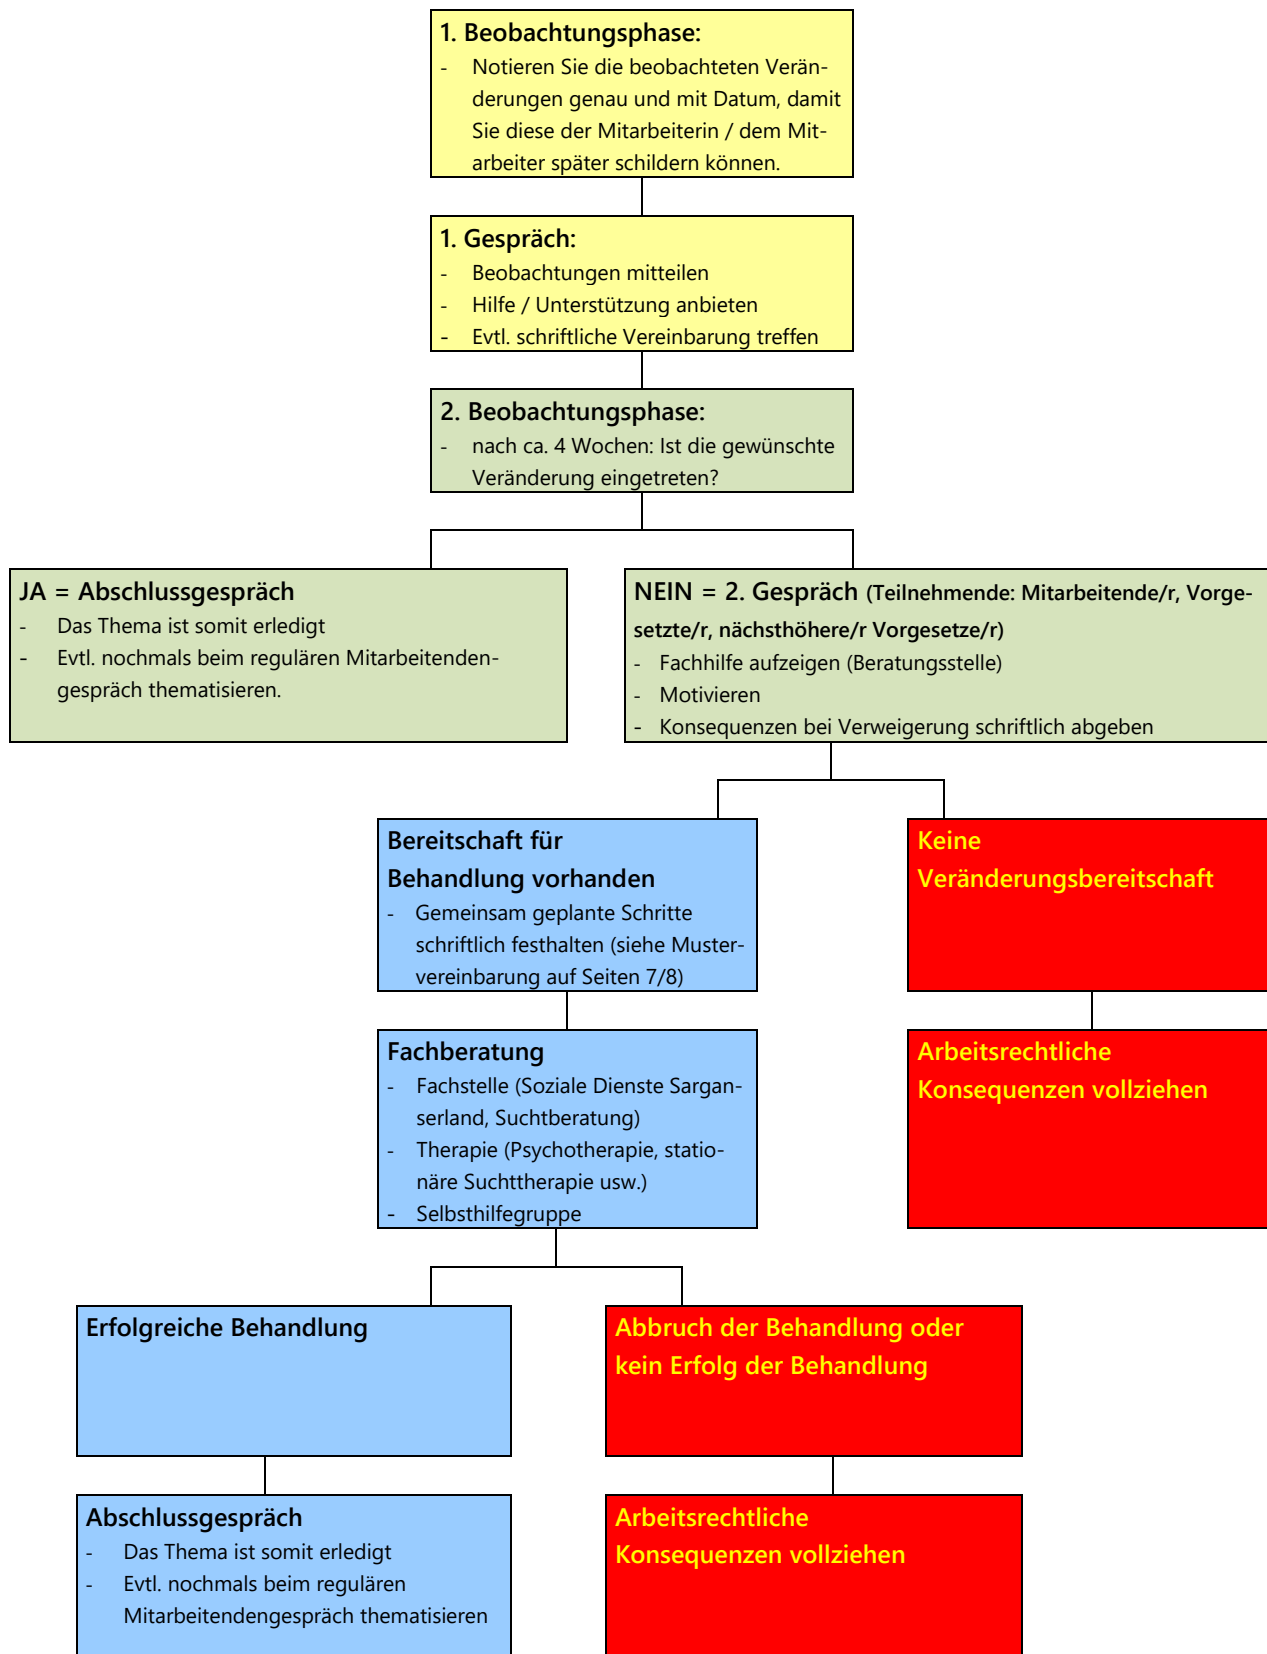 1. Beobachtungsphase:
- Notieren Sie die beobachteten Verän-
derungen genau und mit Datum, damit
Sie diese der Mitarbeiterin / dem Mit-
arbeiter später schildern können.
1. Gespräch:
- Beobachtungen mitteilen
- Hilfe / Unterstützung anbieten
- Evtl. schriftliche Vereinbarung treffen
2. Beobachtungsphase:
- nach ca. 4 Wochen: Ist die gewünschte
Veränderung eingetreten?
JA = Abschlussgespräch
- Das Thema ist somit erledigt
- Evtl. nochmals beim regulären Mitarbeitenden-
gespräch thematisieren.
NEIN = 2. Gespräch (Teilnehmende: Mitarbeitende/r, Vorge-
setzte/r, nächsthöhere/r Vorgesetze/r)
- Fachhilfe aufzeigen (Beratungsstelle)
- Motivieren
- Konsequenzen bei Verweigerung schriftlich abgeben
Bereitschaft für
Behandlung vorhanden
- Gemeinsam geplante Schritte
schriftlich festhalten (siehe Muster-
vereinbarung auf Seiten 7/8)
Keine
Veränderungsbereitschaft
Fachberatung
- Fachstelle (Soziale Dienste Sargan-
serland, Suchtberatung)
- Therapie (Psychotherapie, statio-
näre Suchttherapie usw.)
- Selbsthilfegruppe
Arbeitsrechtliche
Konsequenzen vollziehen
Erfolgreiche Behandlung
Abbruch der Behandlung oder
kein Erfolg der Behandlung
Abschlussgespräch
- Das Thema ist somit erledigt
- Evtl. nochmals beim regulären
Mitarbeitendengespräch thematisieren
Arbeitsrechtliche
Konsequenzen vollziehen